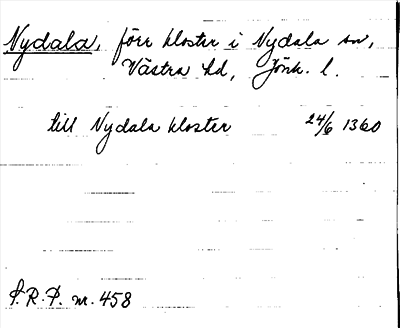 Nydala, förr kloster i Nydala sn,
Västra hd, Jönk. l.
till Nydala kloster 24/6 1360
S.R.P. nr. 458